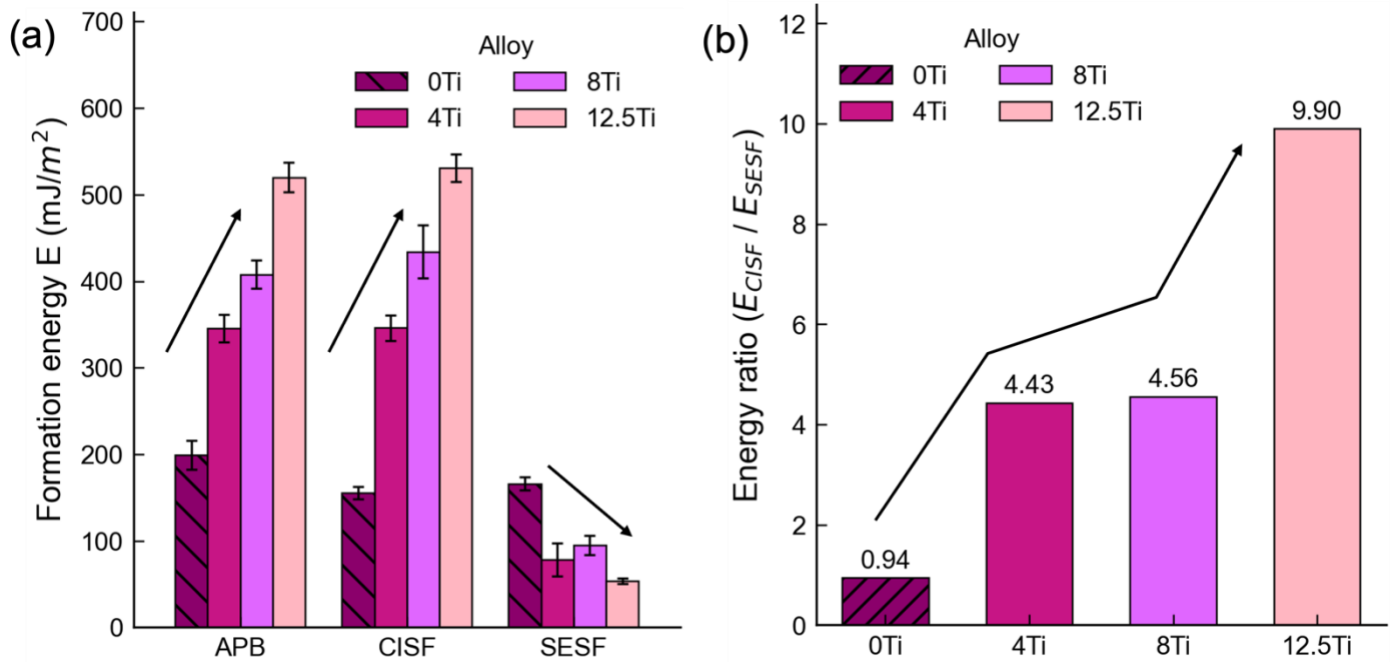 (a)
Formation energy E (mJ/m²)
700
600
500
400
300
200
100
0
Alloy
0Ti 8Ti
4Ti 12.5Ti
APB CISF SESF
(b)
Energy ratio (E_CISF / E_SESF)
12
10
8
6
4
2
0
Alloy
0Ti 8Ti
4Ti 12.5Ti
0.94 4.43 4.56 9.90
0Ti 4Ti 8Ti 12.5Ti